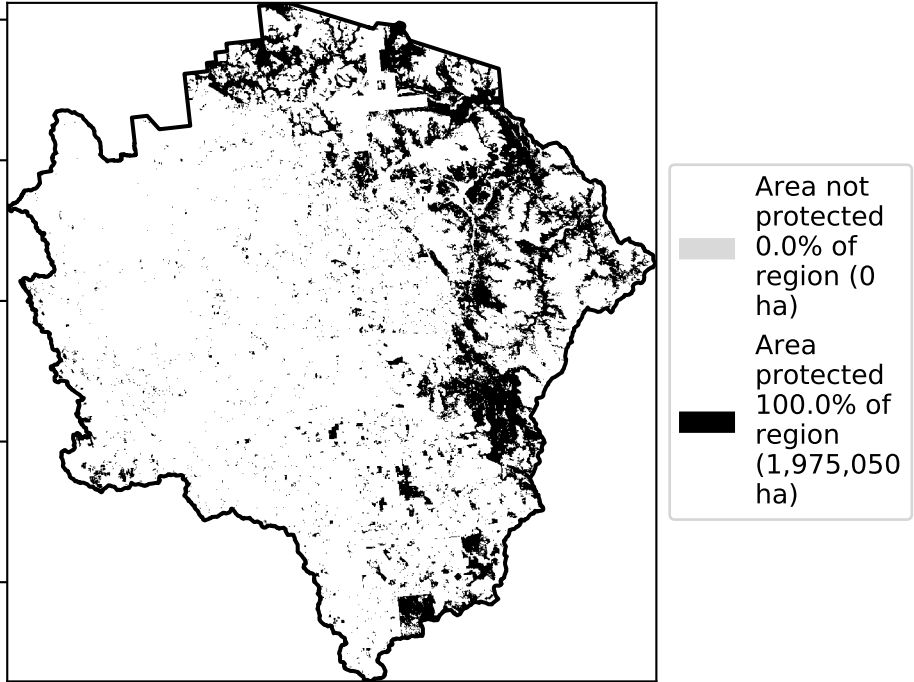 Area not
protected
0.0% of
region (0
ha)
Area
protected
100.0% of
region
(1,975,050
ha)